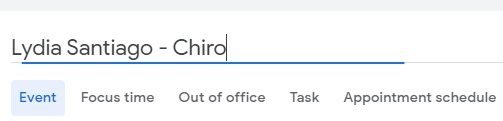 Lydia Santiago - Chiro
Event Focus time Out of office Task Appointment schedule